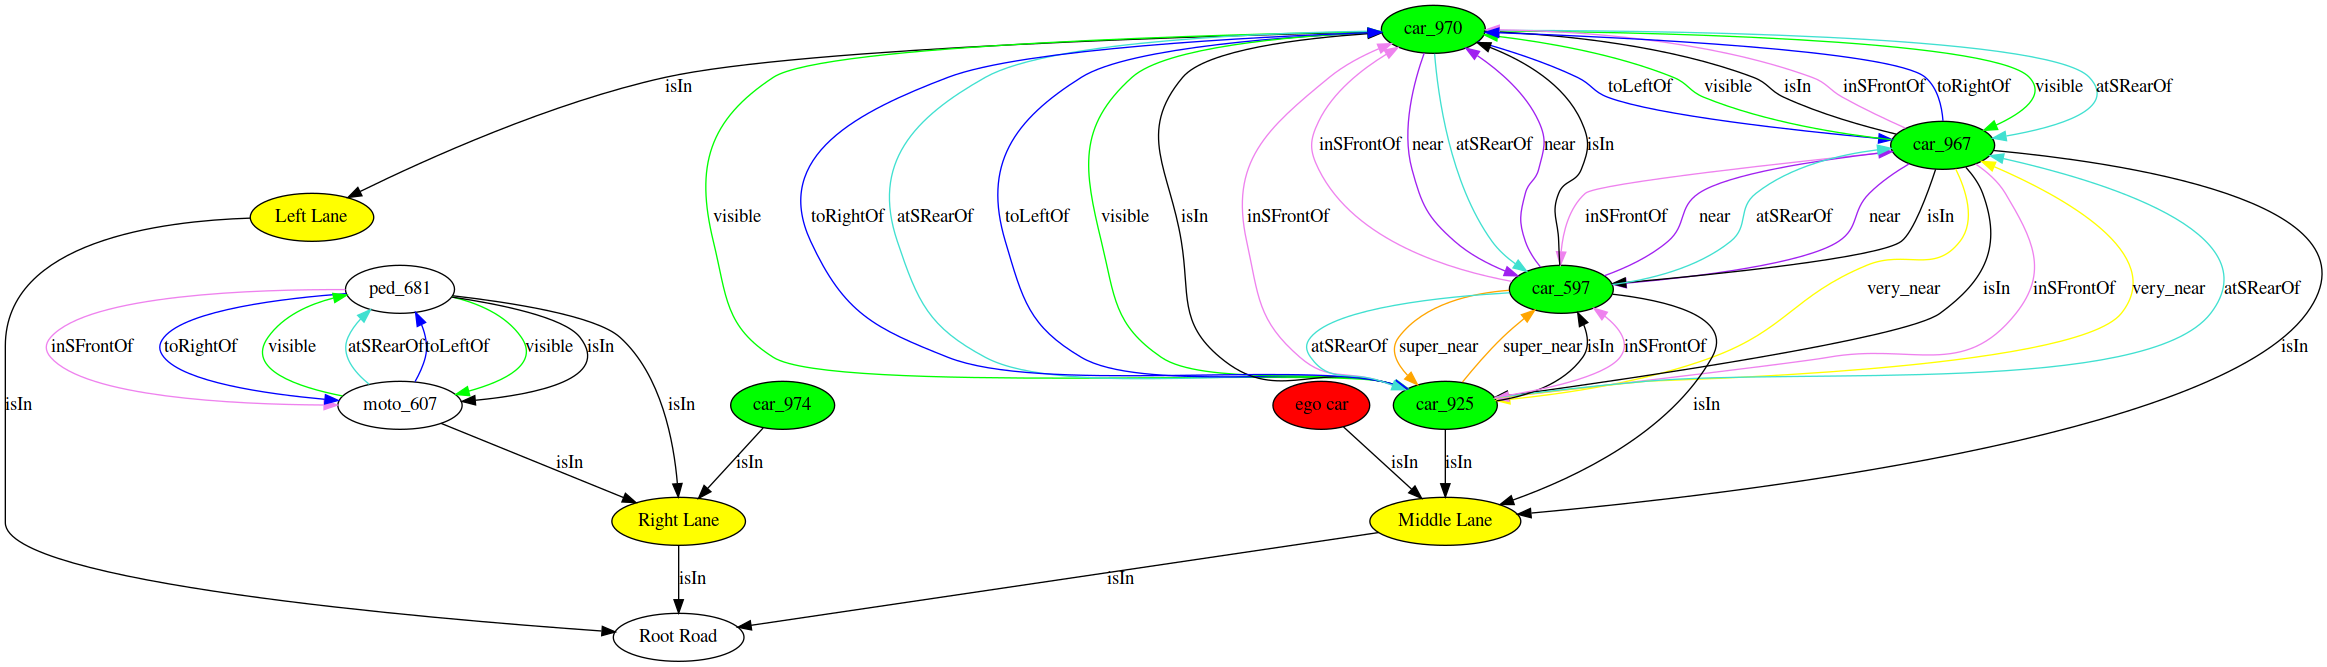 car_970
isIn
toLeftOf
visible
isIn
inSFrontOf
toRightOf
visible
atSRearOf
inSFrontOf
near
atSRearOf
near
isIn
car_967
Left Lane
visible
toRightOf
atSRearOf
toLeftOf
visible
isIn
inSFrontOf
inSFrontOf
near
atSRearOf
near
isIn
ped_681
car_597
very_near
isIn
inSFrontOf
very_near
atSRearOf
inSFrontOf
toRightOf
visible
atSRearOf
toLeftOf
visible
isIn
atSRearOf
super_near
super_near
isIn
inSFrontOf
isIn
isIn
moto_607
isIn
car_974
ego car
car_925
isIn
isIn
isIn
isIn
isIn
Right Lane
Middle Lane
isIn
isIn
Root Road